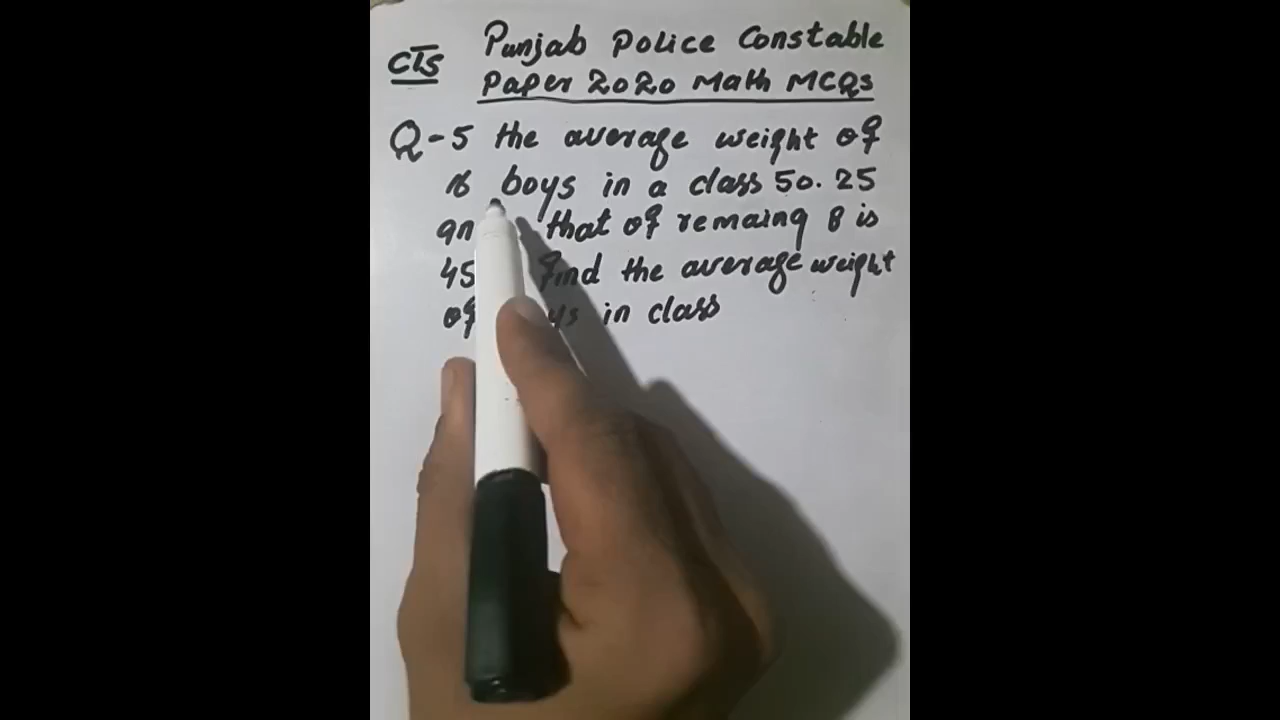 CTS Punjab Police Constable
Paper 2020 Math MCQs
Q-5 the average weight of
16 boys in a class 50.25
that of remaing 8 is
45 find the average weight
of in class